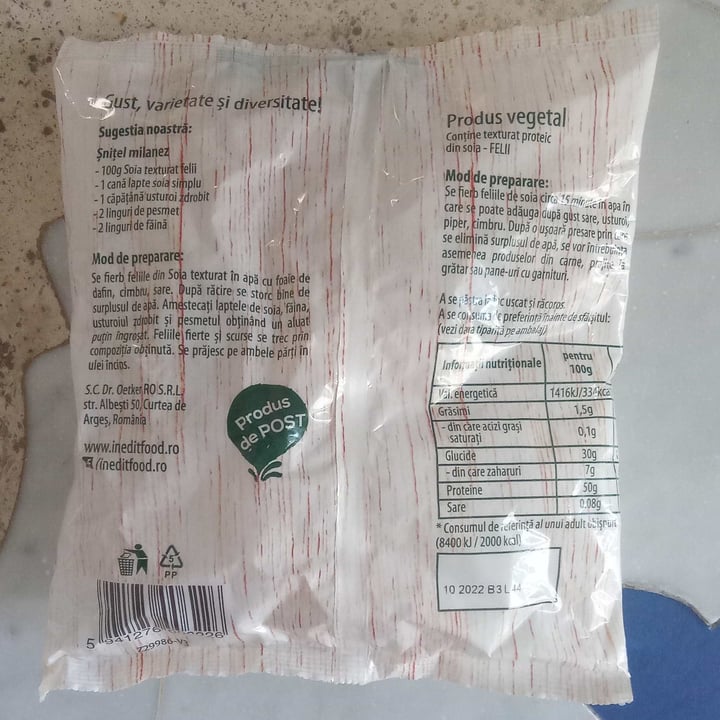 Gust, varietate și diversitate!
Sugestia noastră:
Șnițel milanez
- 100g Soia texturat felii
- 1 cană lapte soia simplu
- 1 căpățână usturoi zdrobit
- 2 linguri de pesmet
- 2 linguri de făină
Mod de preparare:
Se fierb feliile din Soia texturat în apă cu foaie de
dafin, cimbru, sare. După răcire se storc bine de
surplusul de apă. Amestecați laptele de soia, făina,
usturoiul zdrobit și pesmetul obținând un aluat
puțin îngroșat. Feliile fierte și scurse se trec prin
compoziția obținută. Se prăjesc pe ambele părți în
ulei încins.
S.C. Dr. Oetker RO S.R.L.
str. Albești 50, Curtea de
Argeș, România
www.ineditfood.ro
/ineditfood.ro
Produs
de POST
5
PP
229986-V3
Produs vegetal
Conține texturat proteic
din soia - FELII
Mod de preparare:
Se fierb feliile de soia circa 15 minute în apa în
care se poate adăuga după gust sare, usturoi,
piper, cimbru. După o ușoară presare prin care
se elimină surplusul de apă, se vor întrebuința
asemenea produselor din carne, prăjite la
grătar sau pane-uri cu garnituri.
A se păstra la loc uscat și răcoros.
A se consuma de preferință înainte de sfârșitul:
(vezi data tipărită pe ambalaj)
Informații nutriționale pentru
100g
Val. energetică 1416kJ/334kca
Grăsimi 1,5g
- din care acizi grași
saturați 0,1g
Glucide 30g
- din care zaharuri 7g
Proteine 50g
Sare 0.08g
* Consumul de referință al unui adult obișnuit
(8400 kJ / 2000 kcal)
10 2022 B3